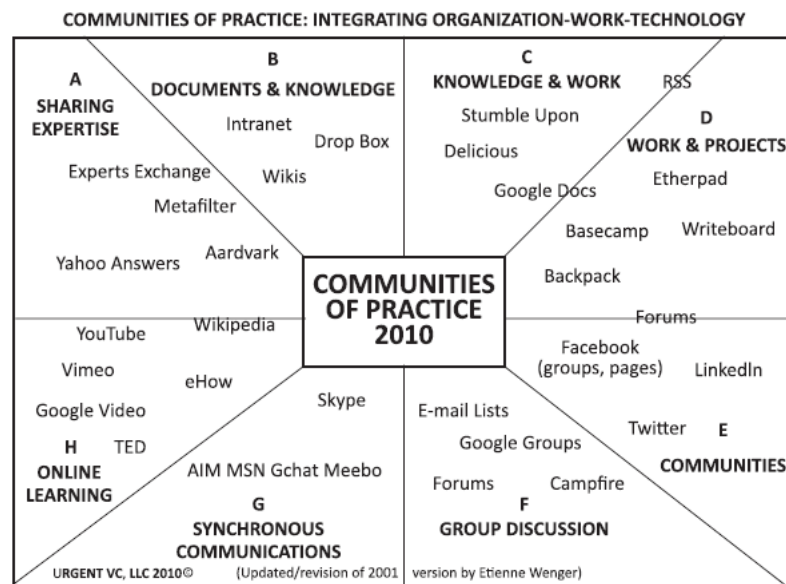 COMMUNITIES OF PRACTICE: INTEGRATING ORGANIZATION-WORK-TECHNOLOGY
A
SHARING
EXPERTISE
Experts Exchange
Metafilter
Aardvark
Yahoo Answers
B
DOCUMENTS & KNOWLEDGE
Intranet
Drop Box
Wikis
C
KNOWLEDGE & WORK
Stumble Upon
Delicious
Google Docs
RSS
D
WORK & PROJECTS
Etherpad
Basecamp
Writeboard
Backpack
Forums
COMMUNITIES
OF PRACTICE
2010
Facebook
(groups, pages)
LinkedIn
Twitter
E
COMMUNITIES
E-mail Lists
Google Groups
Forums
Campfire
F
GROUP DISCUSSION
Skype
AIM MSN Gchat Meebo
G
SYNCHRONOUS
COMMUNICATIONS
Wikipedia
YouTube
Vimeo
eHow
Google Video
TED
H
ONLINE
LEARNING
URGENT VC, LLC 2010© (Updated/revision of 2001 version by Etienne Wenger)